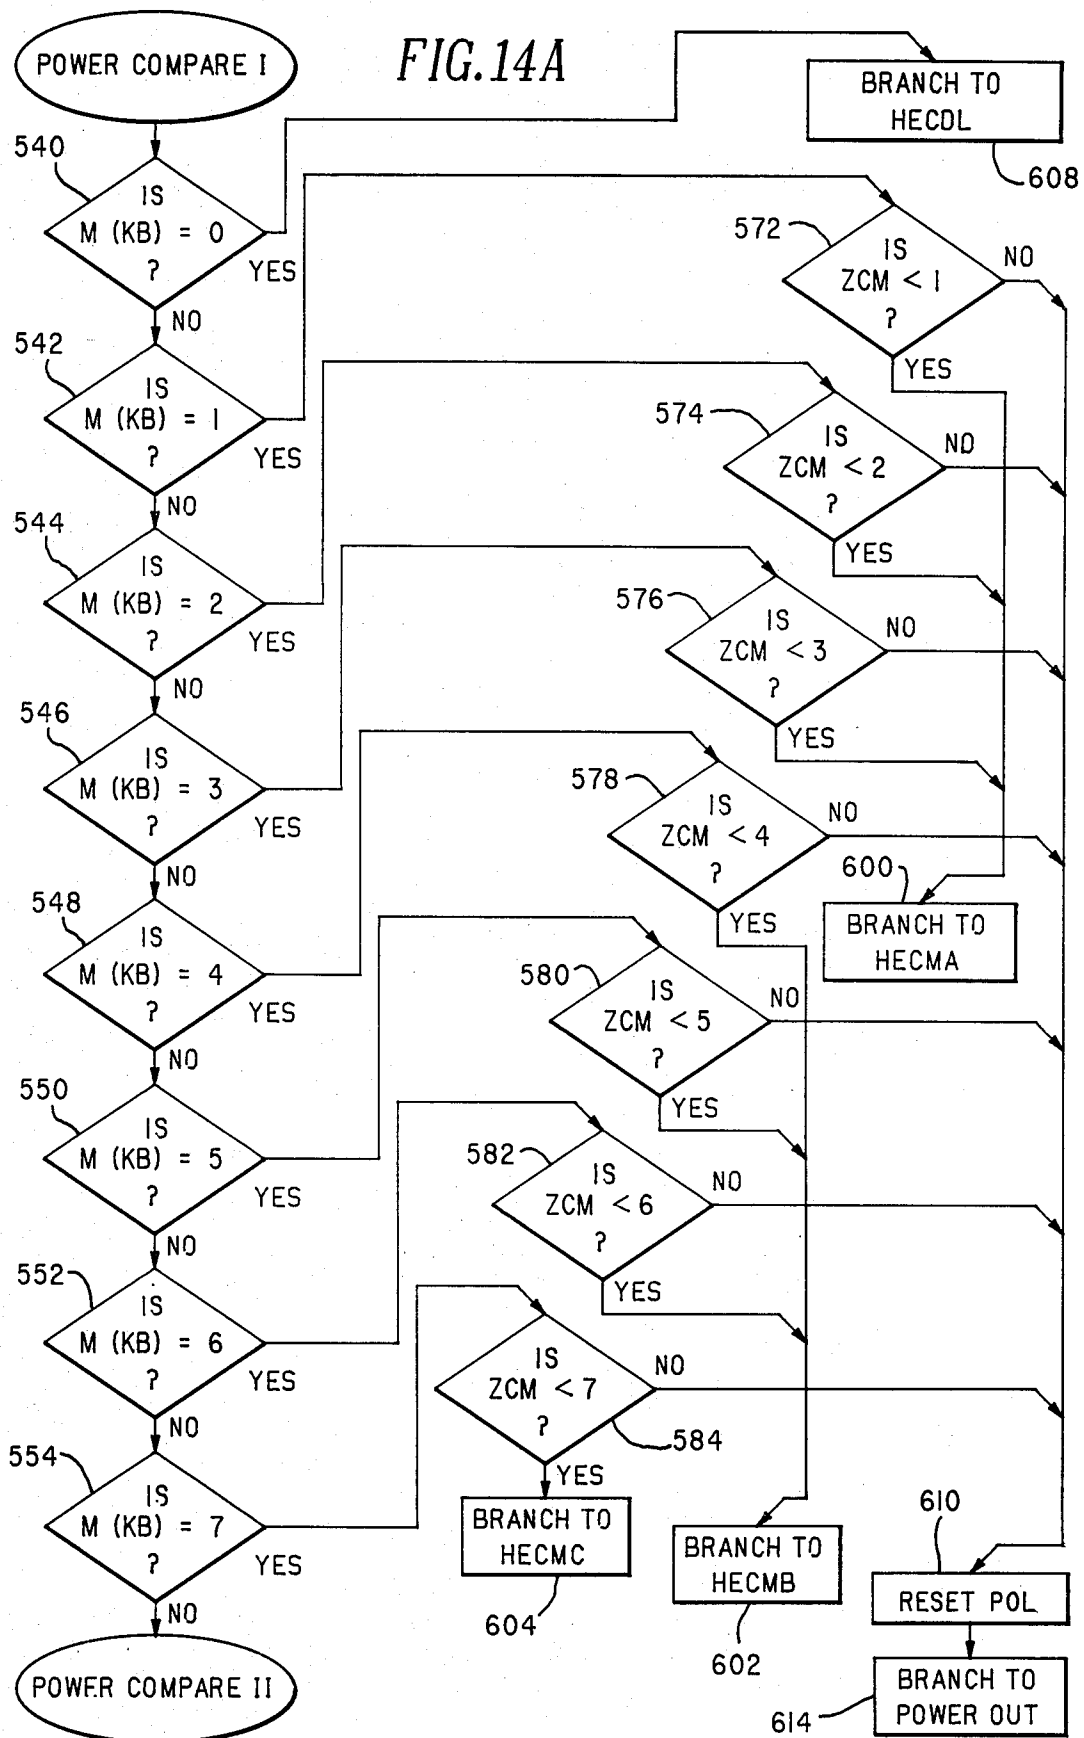 POWER COMPARE I
FIG. 14A
BRANCH TO
HECDL
608
540
IS
M (KB) = 0
?
YES
NO
572
IS
ZCM < 1
?
NO
YES
542
IS
M (KB) = 1
?
YES
NO
574
IS
ZCM < 2
?
NO
YES
544
IS
M (KB) = 2
?
YES
NO
576
IS
ZCM < 3
?
NO
YES
546
IS
M (KB) = 3
?
YES
NO
578
IS
ZCM < 4
?
NO
YES
600
BRANCH TO
HECMA
548
IS
M (KB) = 4
?
YES
NO
580
IS
ZCM < 5
?
NO
YES
550
IS
M (KB) = 5
?
YES
NO
582
IS
ZCM < 6
?
NO
YES
552
IS
M (KB) = 6
?
YES
NO
IS
ZCM < 7
?
NO
584
YES
554
IS
M (KB) = 7
?
YES
NO
BRANCH TO
HECMC
604
BRANCH TO
HECMB
602
610
RESET POL
BRANCH TO
POWER OUT
614
POWER COMPARE II